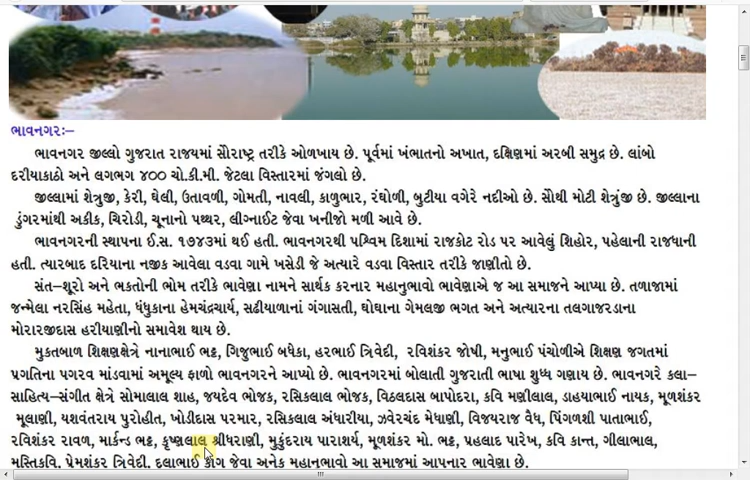 ભાવનગરઃ–
ભાવનગર જીલ્લો ગુજરાત રાજ્યમાં સૌરાષ્ટ્ર તરીકે ઓળખાય છે. પૂર્વમાં ખંભાતનો અખાત, દક્ષિણમાં અરબી સમુદ્ર છે. લાંબો
દરીયાકાઠો અને લગભગ ૪૦૦ ચો.કી.મી. જેટલા વિસ્તારમાં જંગલો છે.
જીલ્લામાં શેત્રુજી, કેરી, ઘેલી, ઉતાવળી, ગોમતી, નાવલી, કાળુભાર, રંઘોળી, બુટીયા વગેરે નદીઓ છે. સૌથી મોટી શેત્રુંજી છે. જીલ્લાના
ડુંગરમાંથી અકીક, ચિરોડી, ચૂનાનો પથ્થર, લીગ્નાઈટ જેવા ખનીજો મળી આવે છે.
ભાવનગરની સ્થાપના ઈ.સ. ૧૭૪૩માં થઈ હતી. ભાવનગરથી પશ્ચિમ દિશામાં રાજકોટ રોડ પર આવેલું શિહોર, પહેલાની રાજધાની
હતી. ત્યારબાદ દરિયાના નજીક આવેલા વડવા ગામે ખસેડી જે અત્યારે વડવા વિસ્તાર તરીકે જાણીતો છે.
સંત–શૂરો અને ભક્તોની ભોમ તરીકે ભાવેણા નામને સાર્થક કરનાર મહાનુભાવો ભાવેણાએ જ આ સમાજને આપ્યા છે. તળાજામાં
જન્મેલા નરસિંહ મહેતા, ધંધુકાના હેમચંદ્રચાર્ય, સઢીયાળાનાં ગંગાસતી, ઘોઘાના ગેમલજી ભગત અને અત્યારના તલગાજરડાના
મોરારજીદાસ હરીયાણીનો સમાવેશ થાય છે.
મુક્તબાળ શિક્ષણક્ષેત્રે નાનાભાઈ ભટ્ટ, ગિજુભાઈ બધેકા, હરભાઈ ત્રિવેદી, રવિશંકર જોષી, મનુભાઈ પંચોળીએ શિક્ષણ જગતમાં
પ્રગતિના પગરવ માંડવામાં અમૂલ્ય ફાળો ભાવેનગરને આપ્યો છે. ભાવનગરમાં બોલાતી ગુજરાતી ભાષા શુધ્ધ ગણાય છે. ભાવનગરે કલા–
સાહિત્ય–સંગીત ક્ષેત્રે સોમાલાલ શાહ, જયદેવ ભોજક, રસિકલાલ ભોજક, વિઠલદાસ બાપોદરા, કવિ મણીલાલ, ડાહયાભાઈ નાયક, મૂળશંકર
મૂલાણી, યશવંતરાય પુરોહીત, ખોડીદાસ પરમાર, રસિકલાલ અંધારીયા, ઝવેરચંદ મેઘાણી, વિજયરાજ વૈધ, પિંગળશી પાતાભાઈ,
રવિશંકર રાવળ, માર્કન્ડ ભટ્ટ, કૃષ્ણલાલ શ્રીધરાણી, મુકુંદરાય પારાશર્ય, મૂળશંકર મો. ભટ્ટ, પ્રહલાદ પારેખ, કવિ કાન્ત, ગીલાભાલ,
મસ્તિકવિ, પ્રેમશંકર ત્રિવેદી, દુલાભાઈ કાગ જેવા અનેક મહાનુભાવો આ સમાજમાં આપનાર ભાવેણા છે.